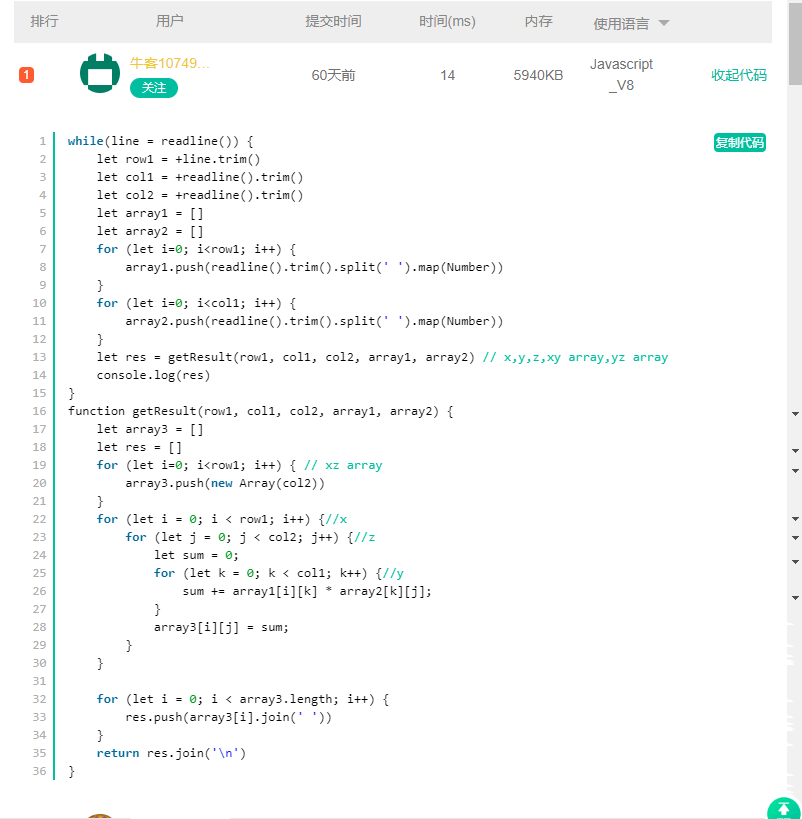 排行 用户 提交时间 时间(ms) 内存 使用语言
1 牛客10749... 关注 60天前 14 5940KB Javascript_V8 收起代码
复制代码
1 while(line = readline()) {
2     let row1 = +line.trim()
3     let col1 = +readline().trim()
4     let col2 = +readline().trim()
5     let array1 = []
6     let array2 = []
7     for (let i=0; i<row1; i++) {
8         array1.push(readline().trim().split(' ').map(Number))
9     }
10     for (let i=0; i<col1; i++) {
11         array2.push(readline().trim().split(' ').map(Number))
12     }
13     let res = getResult(row1, col1, col2, array1, array2) // x,y,z,xy array,yz array
14     console.log(res)
15 }
16 function getResult(row1, col1, col2, array1, array2) {
17     let array3 = []
18     let res = []
19     for (let i=0; i<row1; i++) { // xz array
20         array3.push(new Array(col2))
21     }
22     for (let i = 0; i < row1; i++) {//x
23         for (let j = 0; j < col2; j++) {//z
24             let sum = 0;
25             for (let k = 0; k < col1; k++) {//y
26                 sum += array1[i][k] * array2[k][j];
27             }
28             array3[i][j] = sum;
29         }
30     }
31
32     for (let i = 0; i < array3.length; i++) {
33         res.push(array3[i].join(' '))
34     }
35     return res.join('\n')
36 }